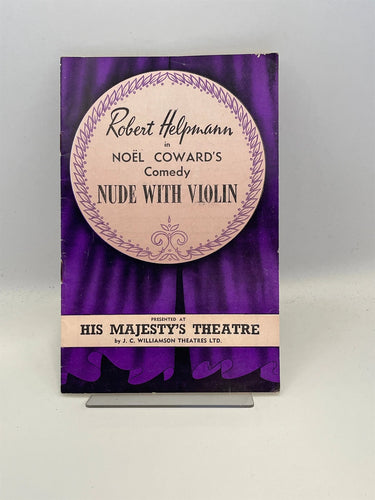 Robert Helpmann
in
NOËL COWARD'S
Comedy
NUDE WITH VIOLIN
PRESENTED AT
HIS MAJESTY'S THEATRE
by J. C. WILLIAMSON THEATRES LTD.